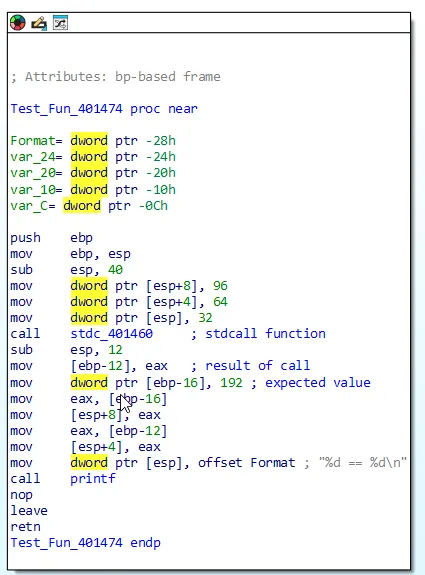 ; Attributes: bp-based frame
Test_Fun_401474 proc near
Format= dword ptr -28h
var_24= dword ptr -24h
var_20= dword ptr -20h
var_10= dword ptr -10h
var_C= dword ptr -0Ch
push    ebp
mov     ebp, esp
sub     esp, 40
mov     dword ptr [esp+8], 96
mov     dword ptr [esp+4], 64
mov     dword ptr [esp], 32
call    stdc_401460     ; stdcall function
sub     esp, 12
mov     [ebp-12], eax   ; result of call
mov     dword ptr [ebp-16], 192 ; expected value
mov     eax, [ebp-16]
mov     [esp+8], eax
mov     eax, [ebp-12]
mov     [esp+4], eax
mov     dword ptr [esp], offset Format ; "%d == %d\n"
call    printf
nop
leave
retn
Test_Fun_401474 endp